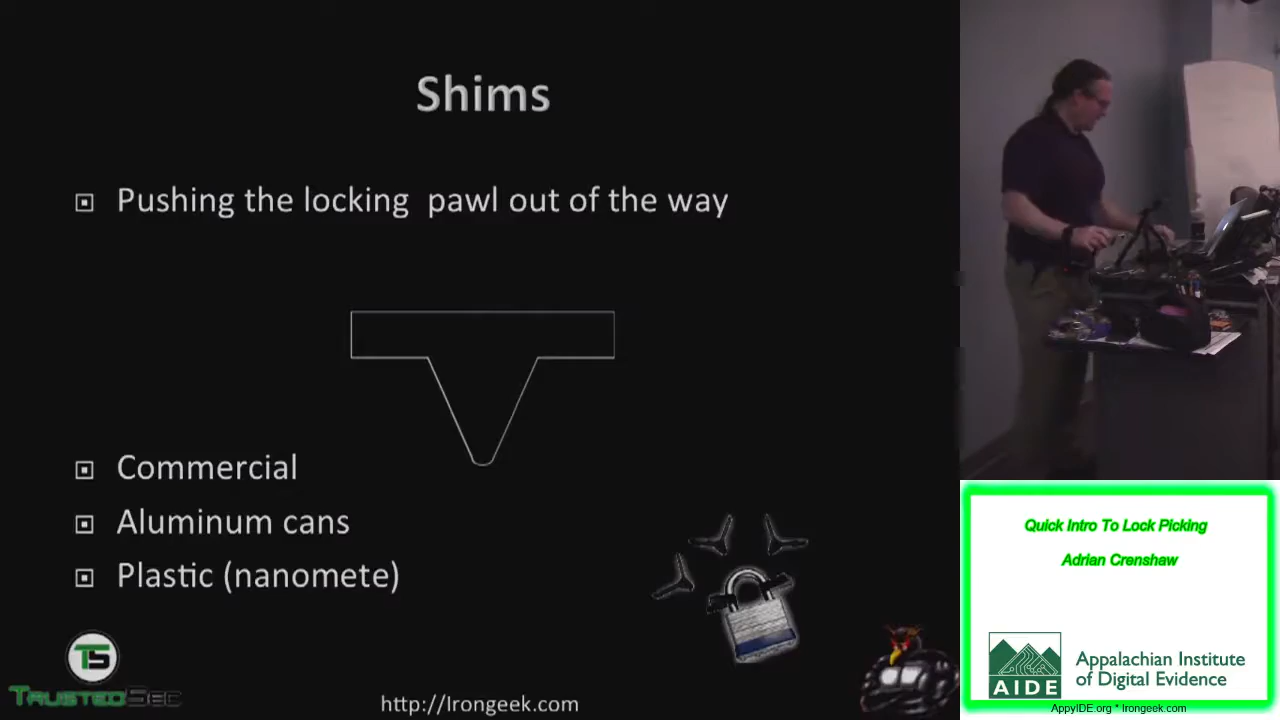 Shims
Pushing the locking  pawl out of the way
Commercial
Aluminum cans
Plastic (nanomete)
TS
TRUSTEDSEC
http://Irongeek.com
Quick Intro To Lock Picking
Adrian Crenshaw
AIDE
Appalachian Institute
of Digital Evidence
AppyIDE.org * Irongeek.com